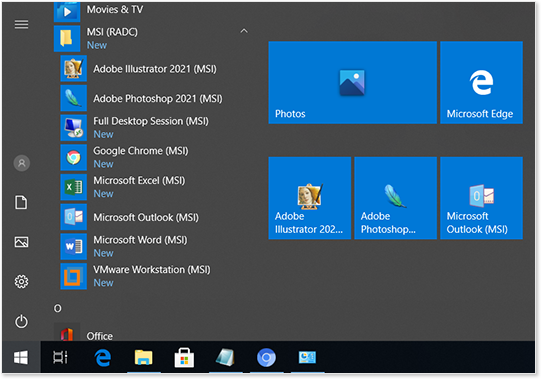 Movies & TV
MSI (RADC)
New
Adobe Illustrator 2021 (MSI)
Adobe Photoshop 2021 (MSI)
Full Desktop Session (MSI)
New
Google Chrome (MSI)
New
Microsoft Excel (MSI)
New
Microsoft Outlook (MSI)
Microsoft Word (MSI)
New
VMware Workstation (MSI)
New
O
Office
Photos
Microsoft Edge
Adobe
Illustrator 202...
Adobe
Photoshop...
Microsoft
Outlook (MSI)